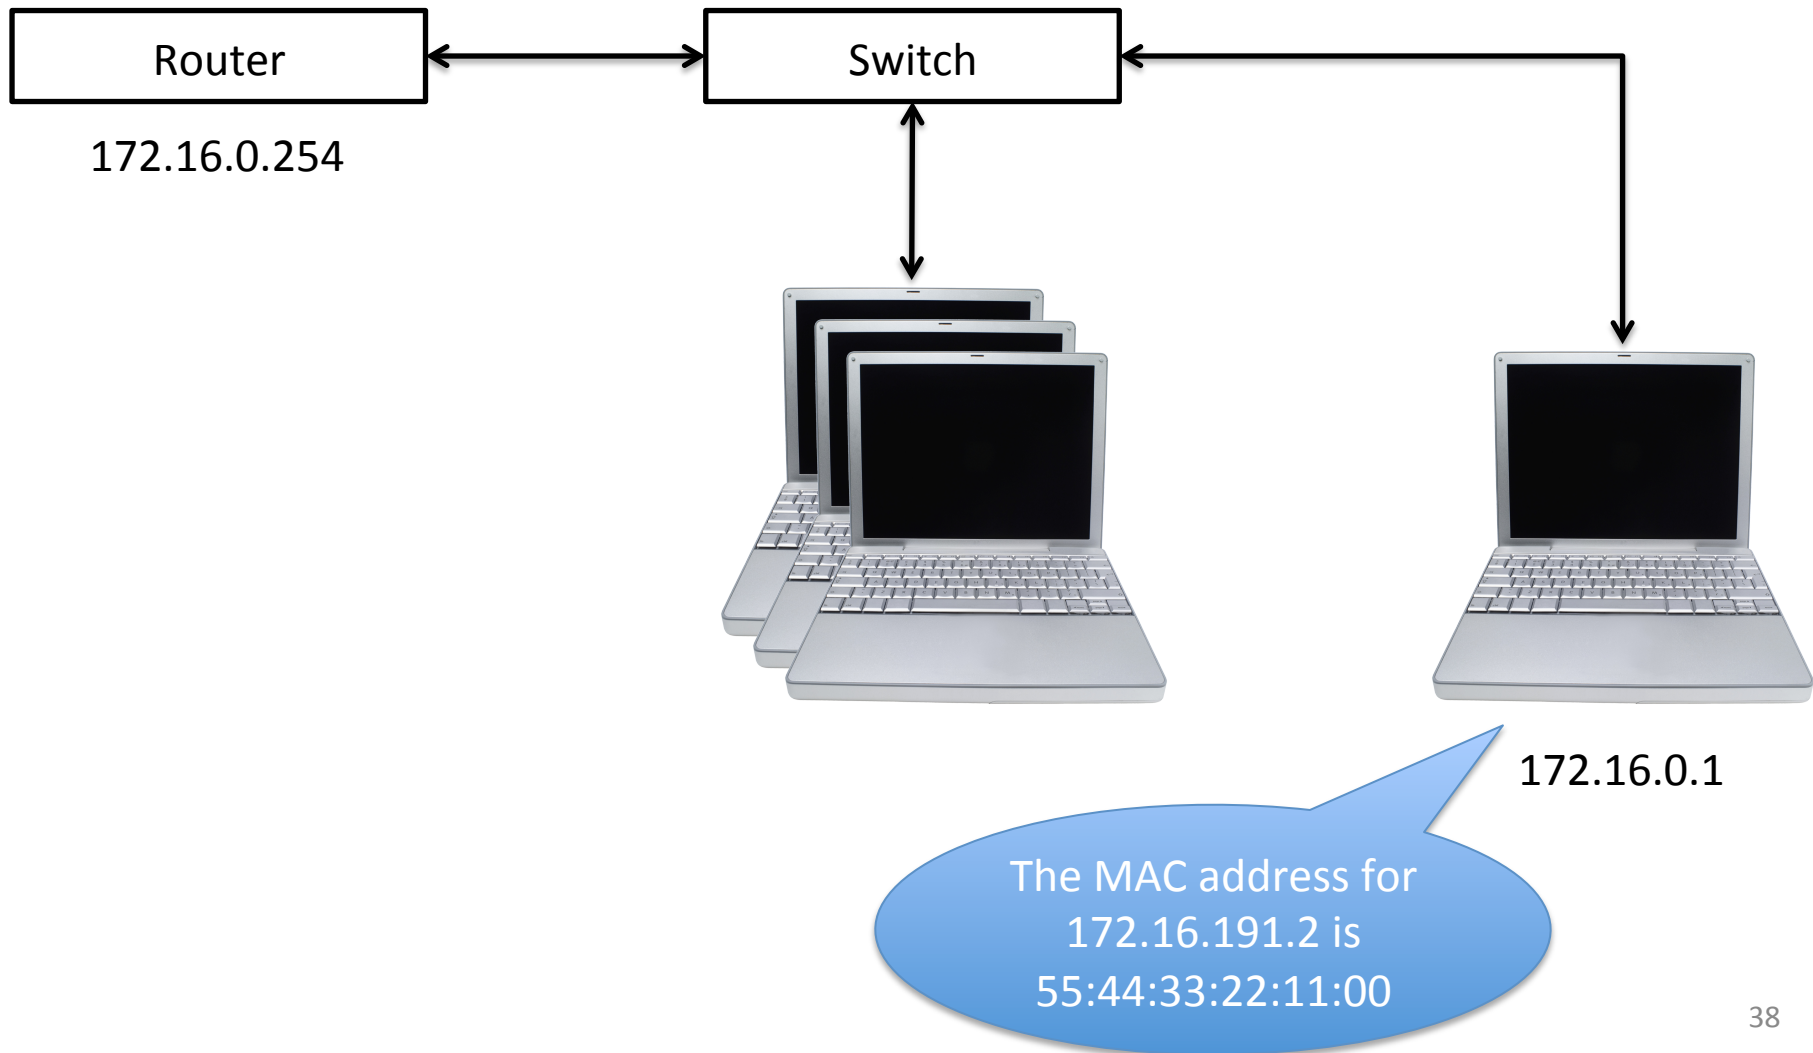 Router
Switch
172.16.0.254
172.16.0.1
The MAC address for
172.16.191.2 is
55:44:33:22:11:00
38